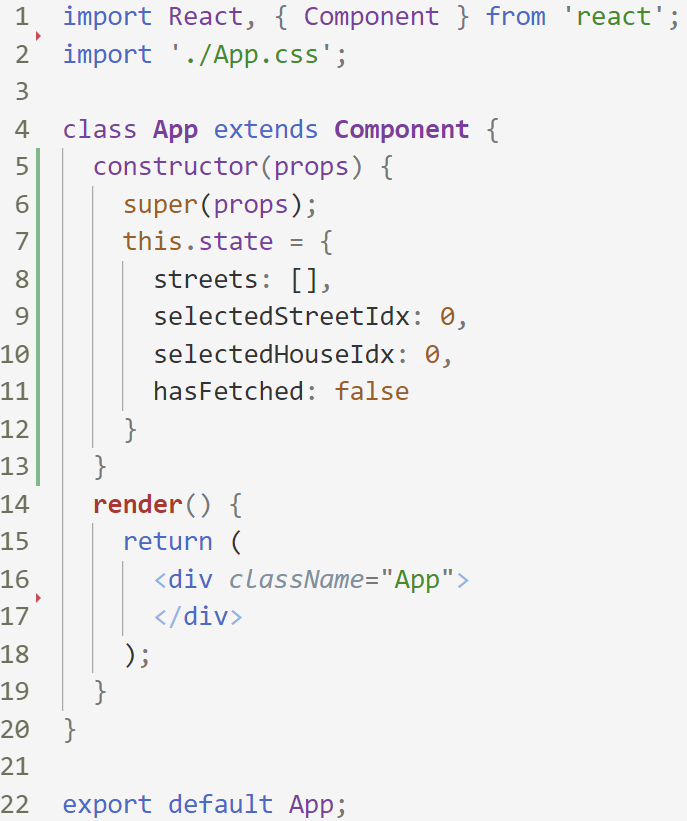 1 import React, { Component } from 'react';
2 import './App.css';
3
4 class App extends Component {
5   constructor(props) {
6     super(props);
7     this.state = {
8       streets: [],
9       selectedStreetIdx: 0,
10       selectedHouseIdx: 0,
11       hasFetched: false
12     }
13   }
14   render() {
15     return (
16       <div className="App">
17       </div>
18     );
19   }
20 }
21
22 export default App;